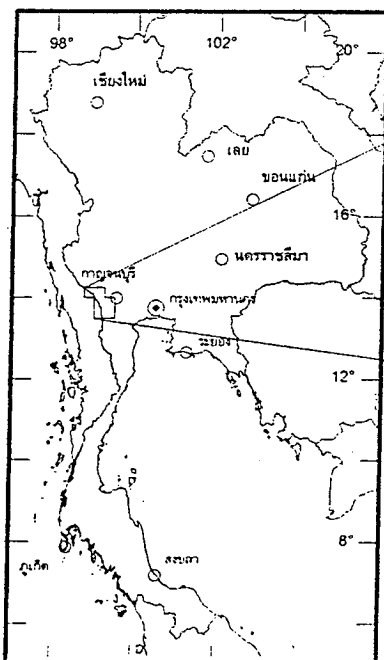 98° 102° 20°
เชียงใหม่
เลย
ขอนแก่น
16°
นครราชสีมา
กาญจนบุรี
กรุงเทพมหานคร
ระยอง
12°
8°
ภูเก็ต
สงขลา